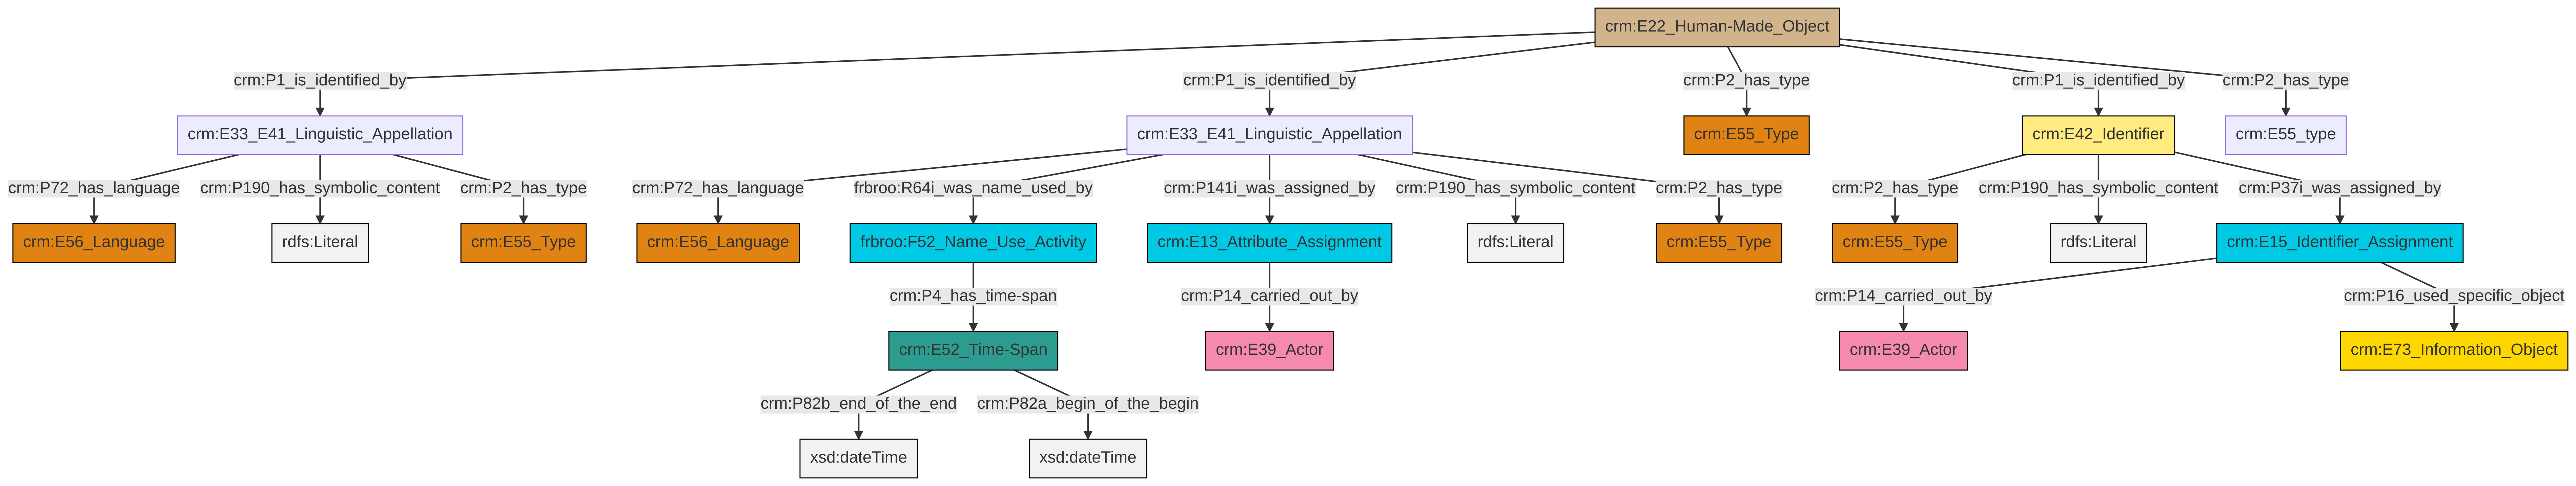 crm:E22_Human-Made_Object
crm:P1_is_identified_by
crm:P1_is_identified_by
crm:P2_has_type
crm:P1_is_identified_by
crm:P2_has_type
crm:E33_E41_Linguistic_Appellation
crm:E33_E41_Linguistic_Appellation
crm:E55_Type
crm:E42_Identifier
crm:E55_type
crm:P72_has_language
crm:P190_has_symbolic_content
crm:P2_has_type
crm:P72_has_language
frbroo:R64i_was_name_used_by
crm:P141i_was_assigned_by
crm:P190_has_symbolic_content
crm:P2_has_type
crm:P2_has_type
crm:P190_has_symbolic_content
crm:P37i_was_assigned_by
crm:E56_Language
rdfs:Literal
crm:E55_Type
crm:E56_Language
frbroo:F52_Name_Use_Activity
crm:E13_Attribute_Assignment
rdfs:Literal
crm:E55_Type
crm:E55_Type
rdfs:Literal
crm:E15_Identifier_Assignment
crm:P4_has_time-span
crm:P14_carried_out_by
crm:P14_carried_out_by
crm:P16_used_specific_object
crm:E52_Time-Span
crm:E39_Actor
crm:E39_Actor
crm:E73_Information_Object
crm:P82b_end_of_the_end
crm:P82a_begin_of_the_begin
xsd:dateTime
xsd:dateTime